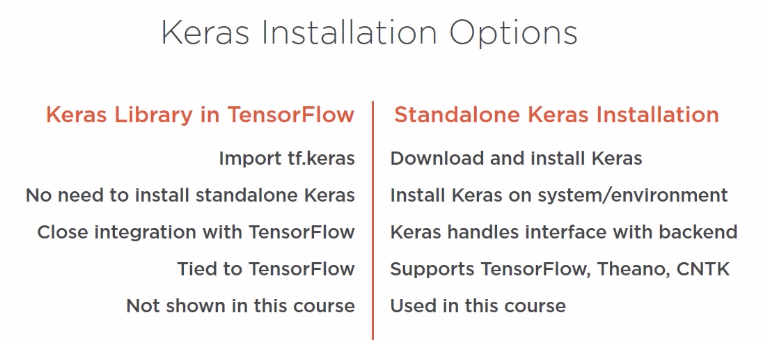 Keras Installation Options
Keras Library in TensorFlow
Import tf.keras
No need to install standalone Keras
Close integration with TensorFlow
Tied to TensorFlow
Not shown in this course
Standalone Keras Installation
Download and install Keras
Install Keras on system/environment
Keras handles interface with backend
Supports TensorFlow, Theano, CNTK
Used in this course